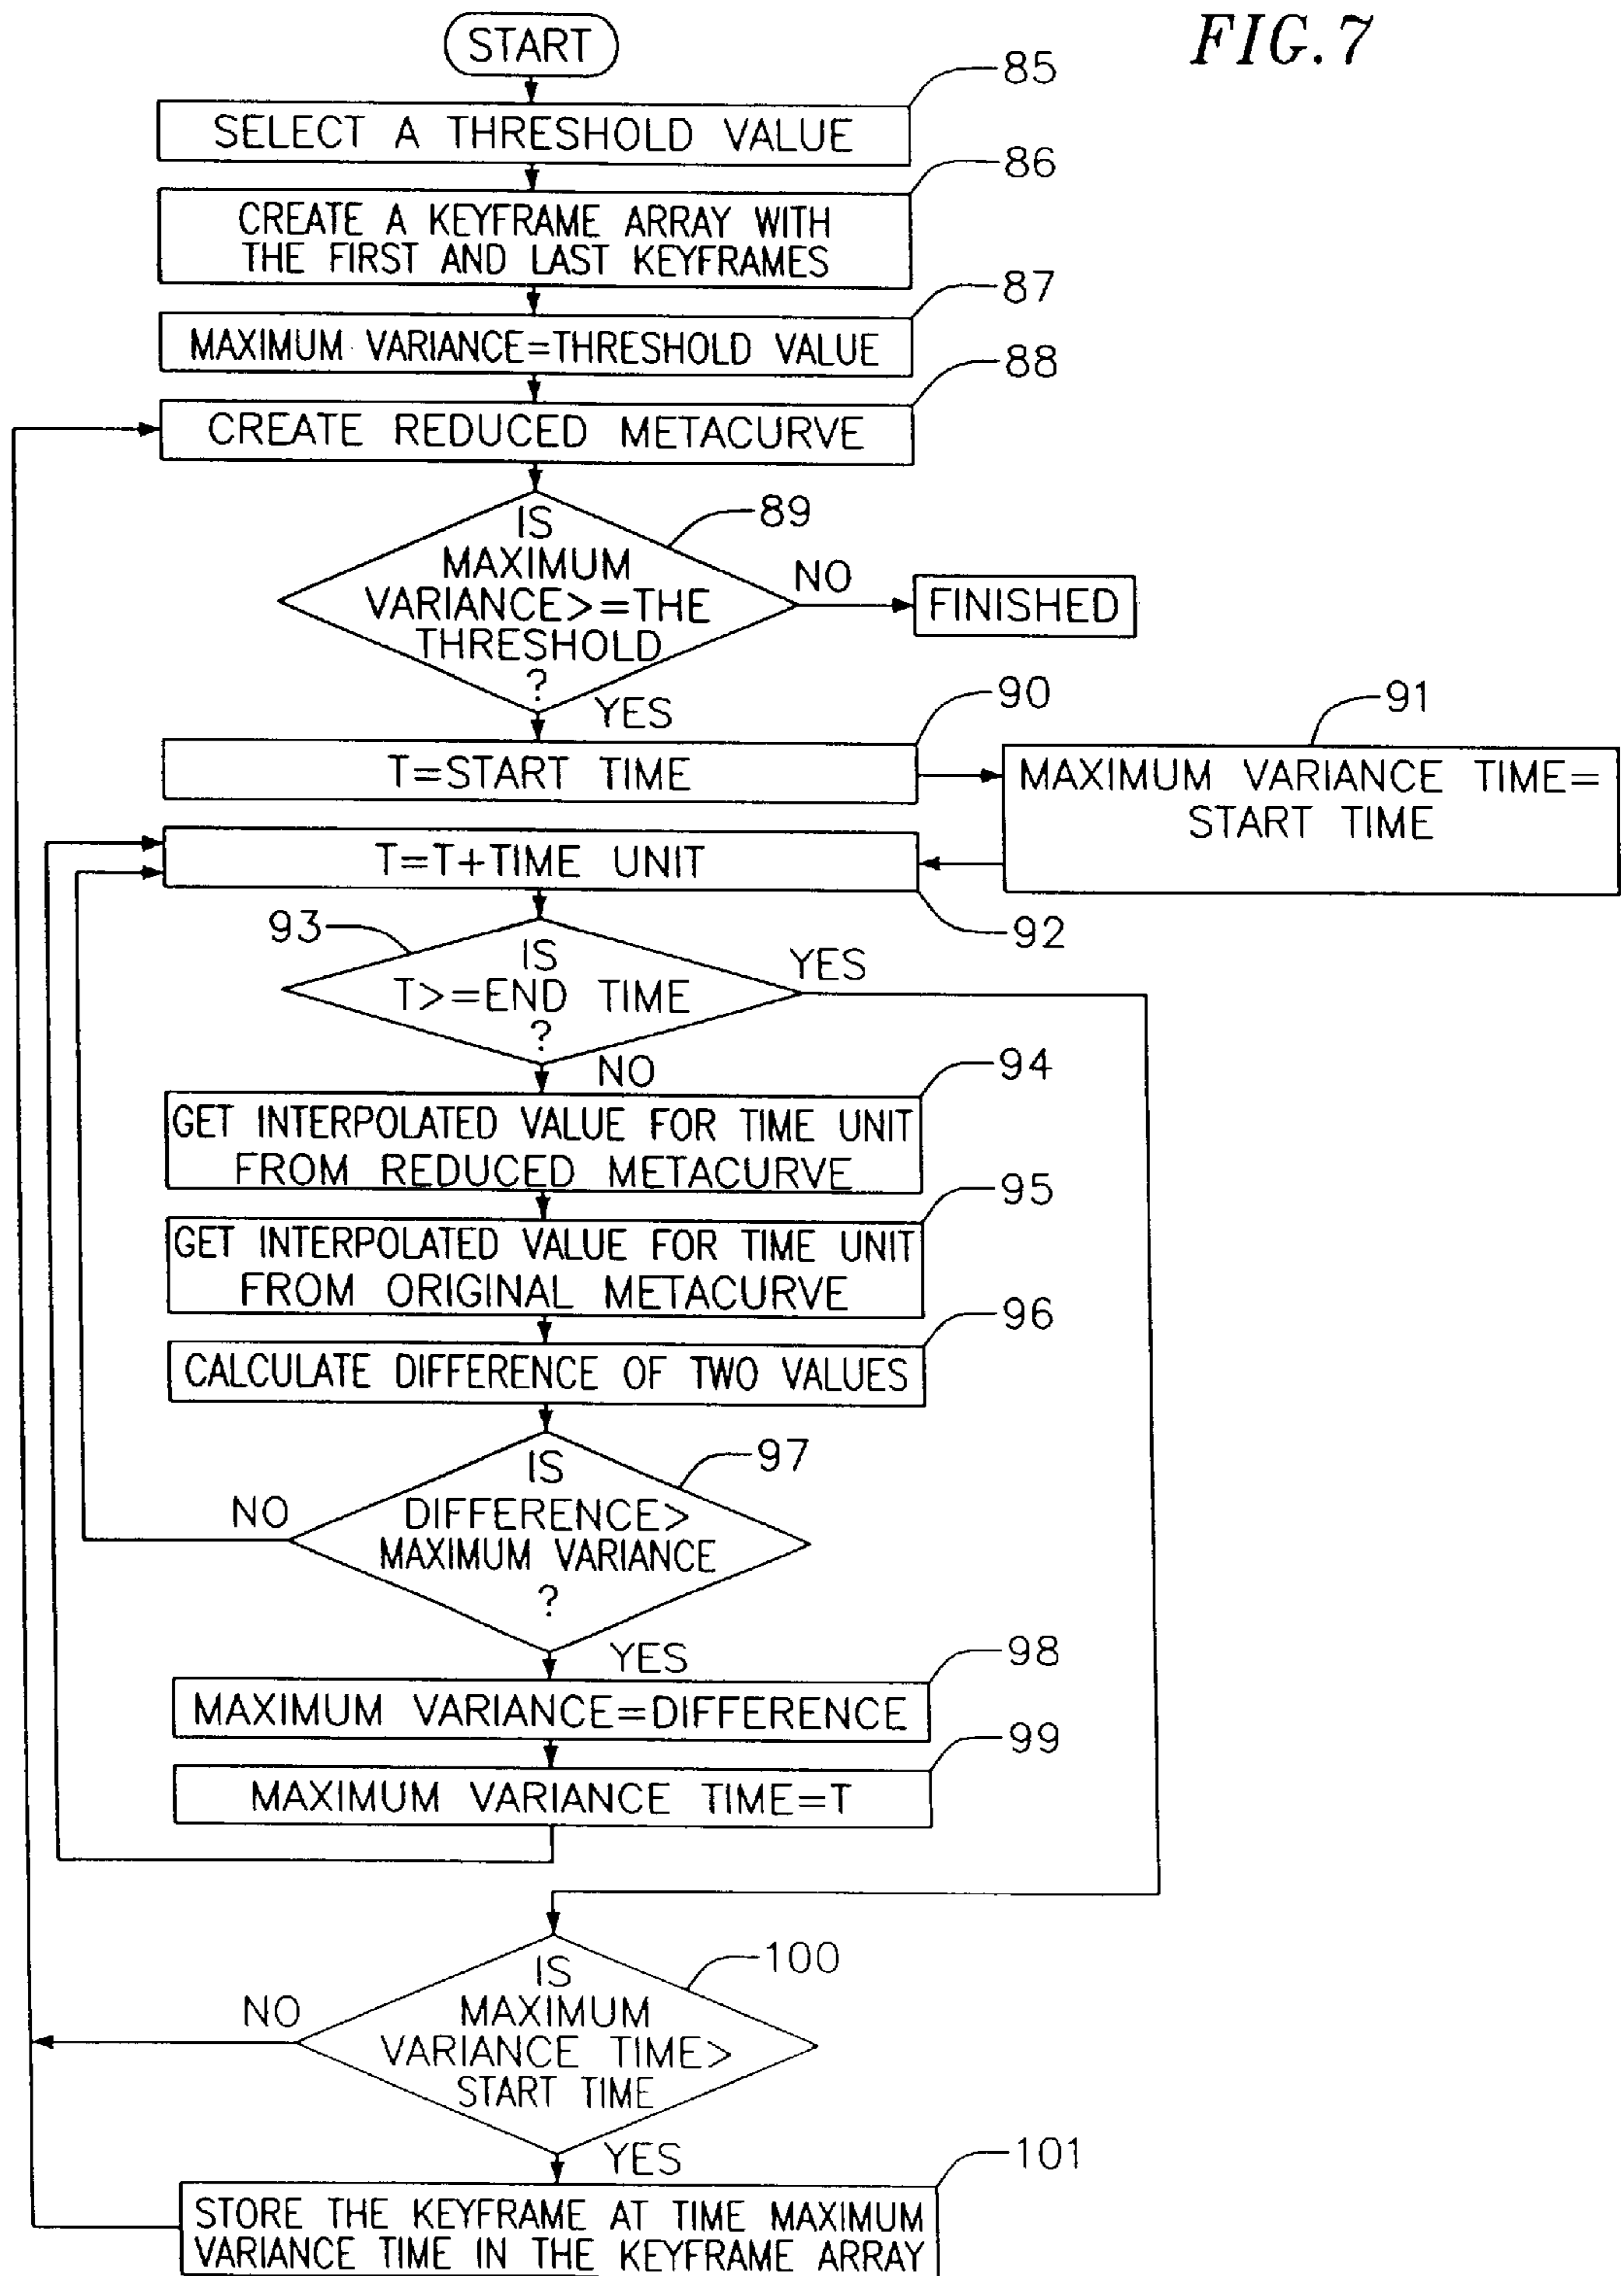 FIG. 7
START
85
SELECT A THRESHOLD VALUE
86
CREATE A KEYFRAME ARRAY WITH
THE FIRST AND LAST KEYFRAMES
87
MAXIMUM VARIANCE=THRESHOLD VALUE
88
CREATE REDUCED METACURVE
89
IS
MAXIMUM
VARIANCE>=THE
THRESHOLD
?
NO
FINISHED
YES
90
T=START TIME
91
MAXIMUM VARIANCE TIME=
START TIME
T=T+TIME UNIT
92
93
IS
T>=END TIME
?
YES
NO
94
GET INTERPOLATED VALUE FOR TIME UNIT
FROM REDUCED METACURVE
95
GET INTERPOLATED VALUE FOR TIME UNIT
FROM ORIGINAL METACURVE
96
CALCULATE DIFFERENCE OF TWO VALUES
97
IS
DIFFERENCE>
MAXIMUM VARIANCE
?
NO
YES
98
MAXIMUM VARIANCE=DIFFERENCE
99
MAXIMUM VARIANCE TIME=T
100
IS
MAXIMUM
VARIANCE TIME>
START TIME
NO
YES
101
STORE THE KEYFRAME AT TIME MAXIMUM
VARIANCE TIME IN THE KEYFRAME ARRAY